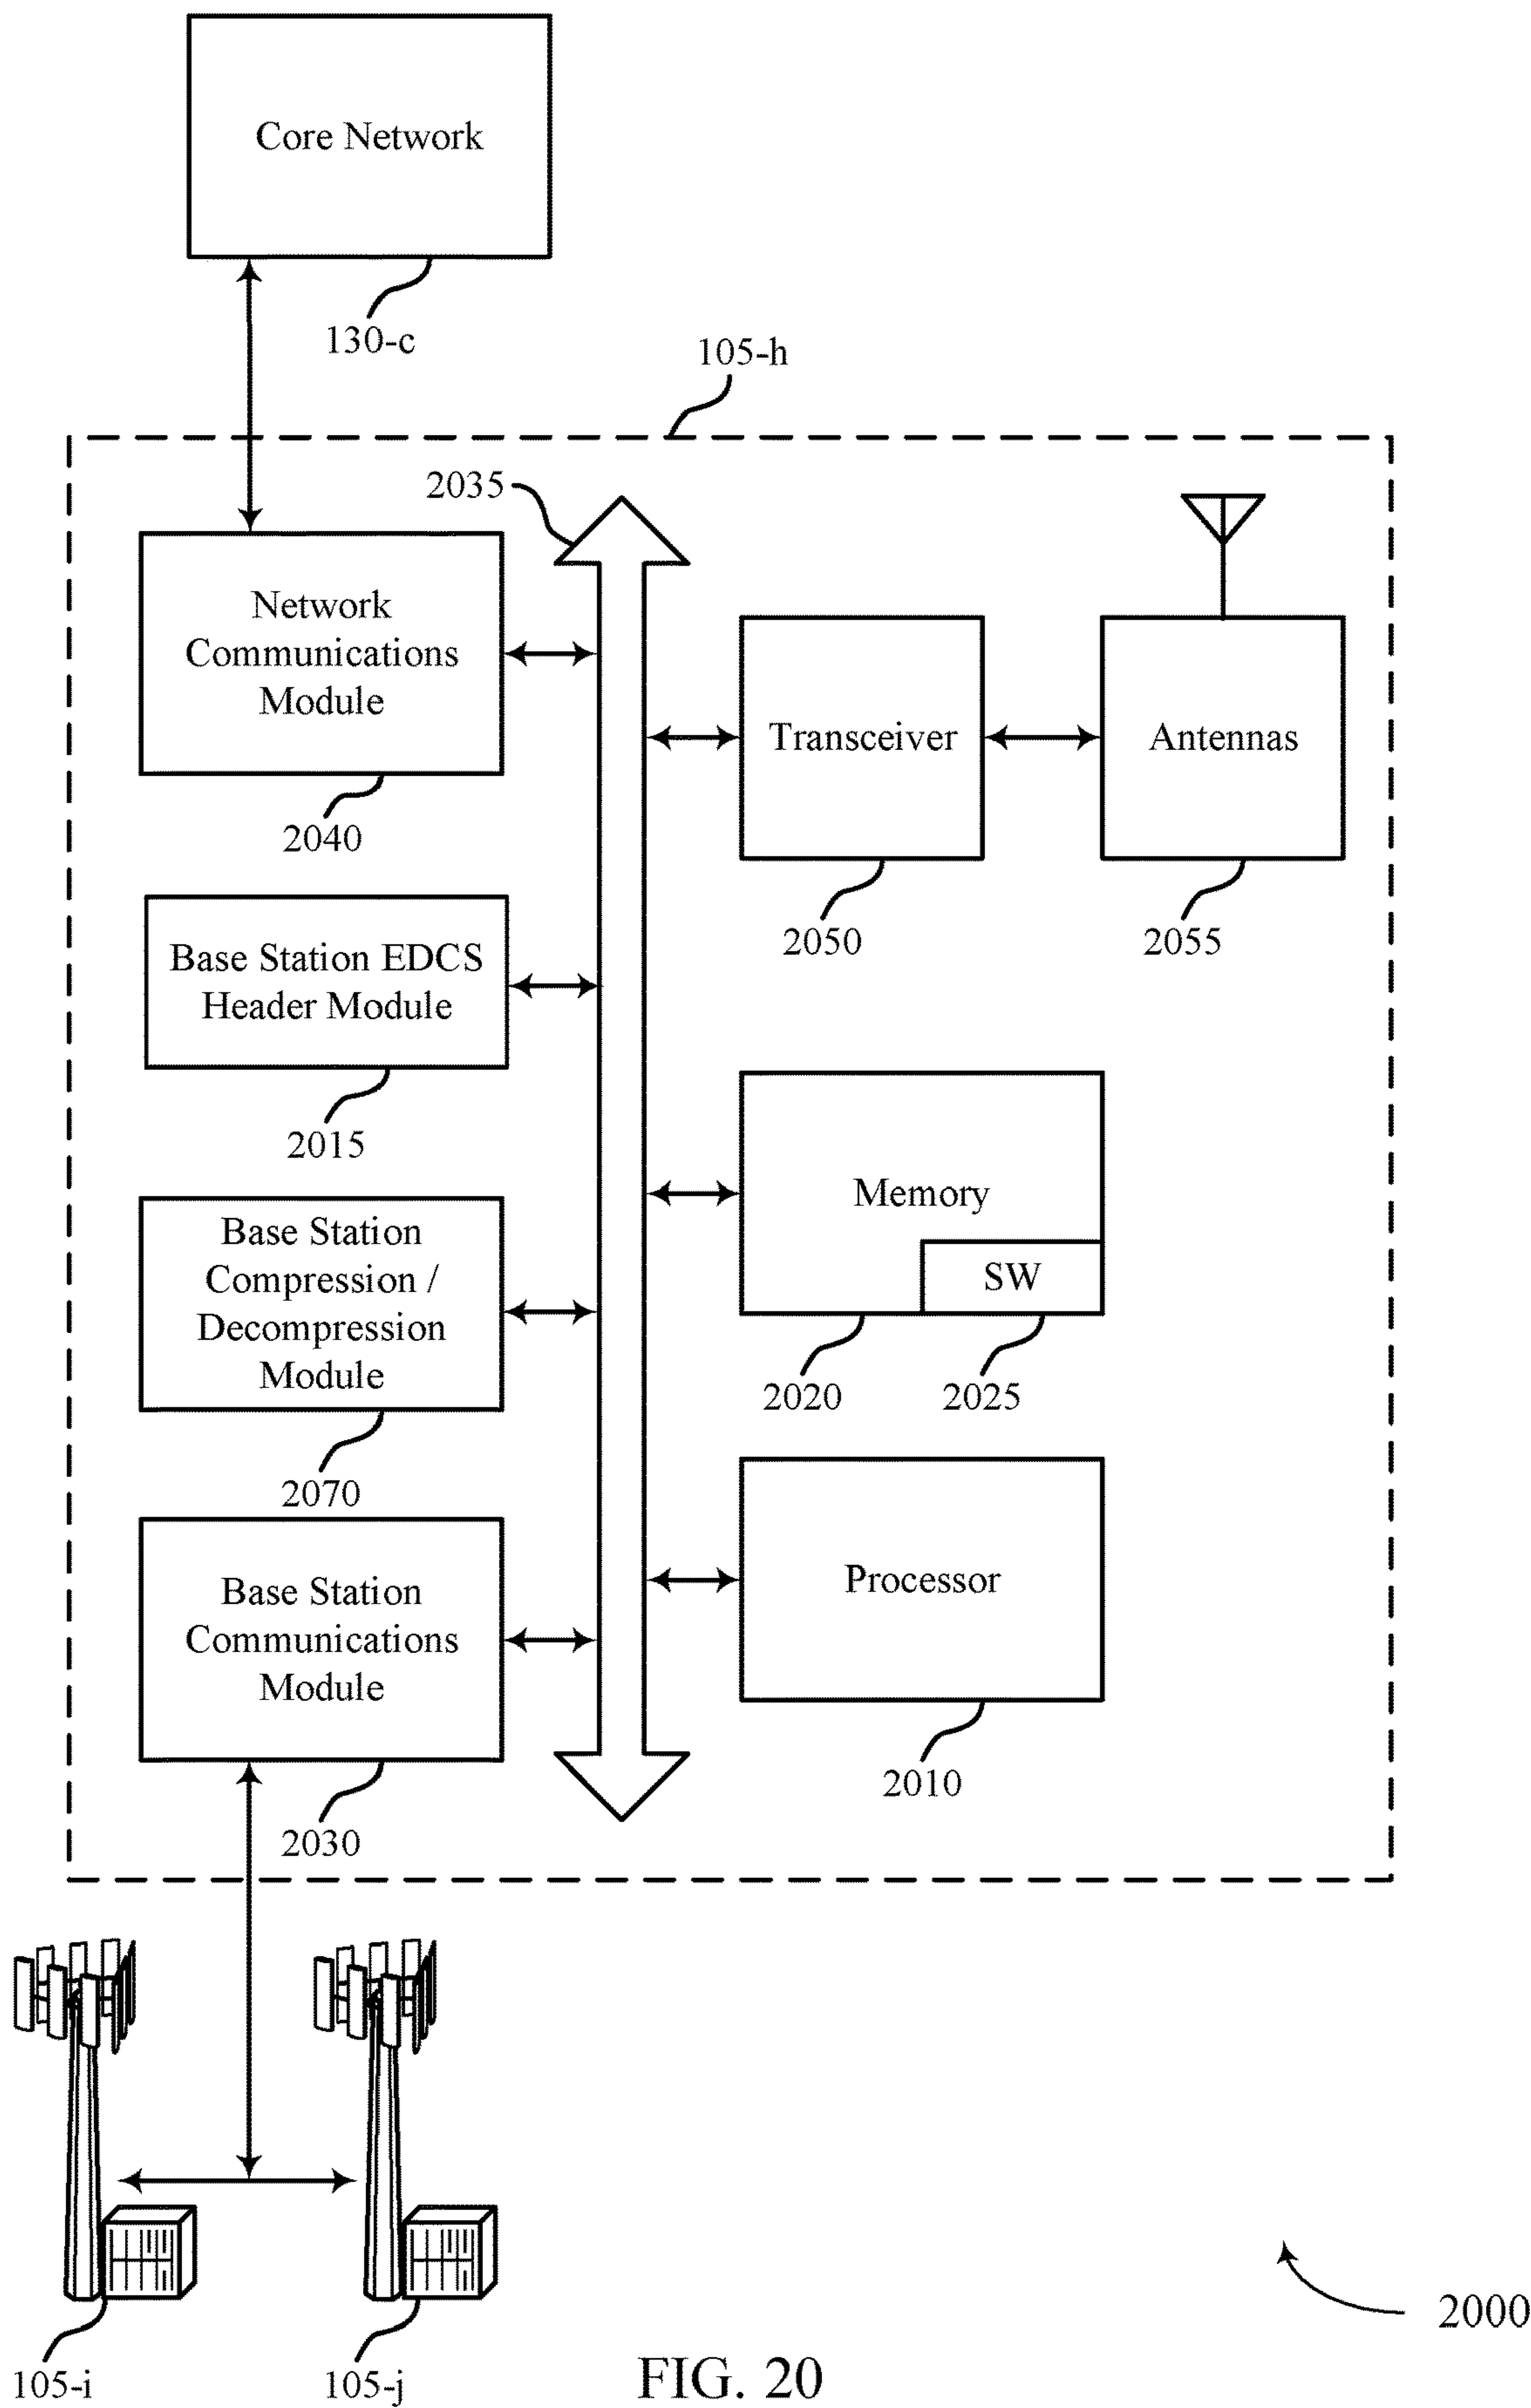 Core Network
130-c
105-h
2035
Network
Communications
Module
2040
Transceiver
2050
Antennas
2055
Base Station EDCS
Header Module
2015
Base Station
Compression /
Decompression
Module
2070
Memory
SW
2020
2025
Base Station
Communications
Module
2030
Processor
2010
105-i
105-j
2000
FIG. 20